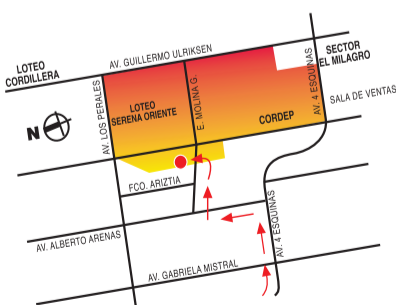 LOTEO
CORDILLERA
AV. GUILLERMO ULRIKSEN
SECTOR
EL MILAGRO
AV. LOS PERALES
LOTEO
SERENA ORIENTE
E. MOLINA G.
AV. 4 ESQUINAS
SALA DE VENTAS
CORDEP
N
FCO. ARIZTIA
AV. ALBERTO ARENAS
AV. 4 ESQUINAS
AV. GABRIELA MISTRAL